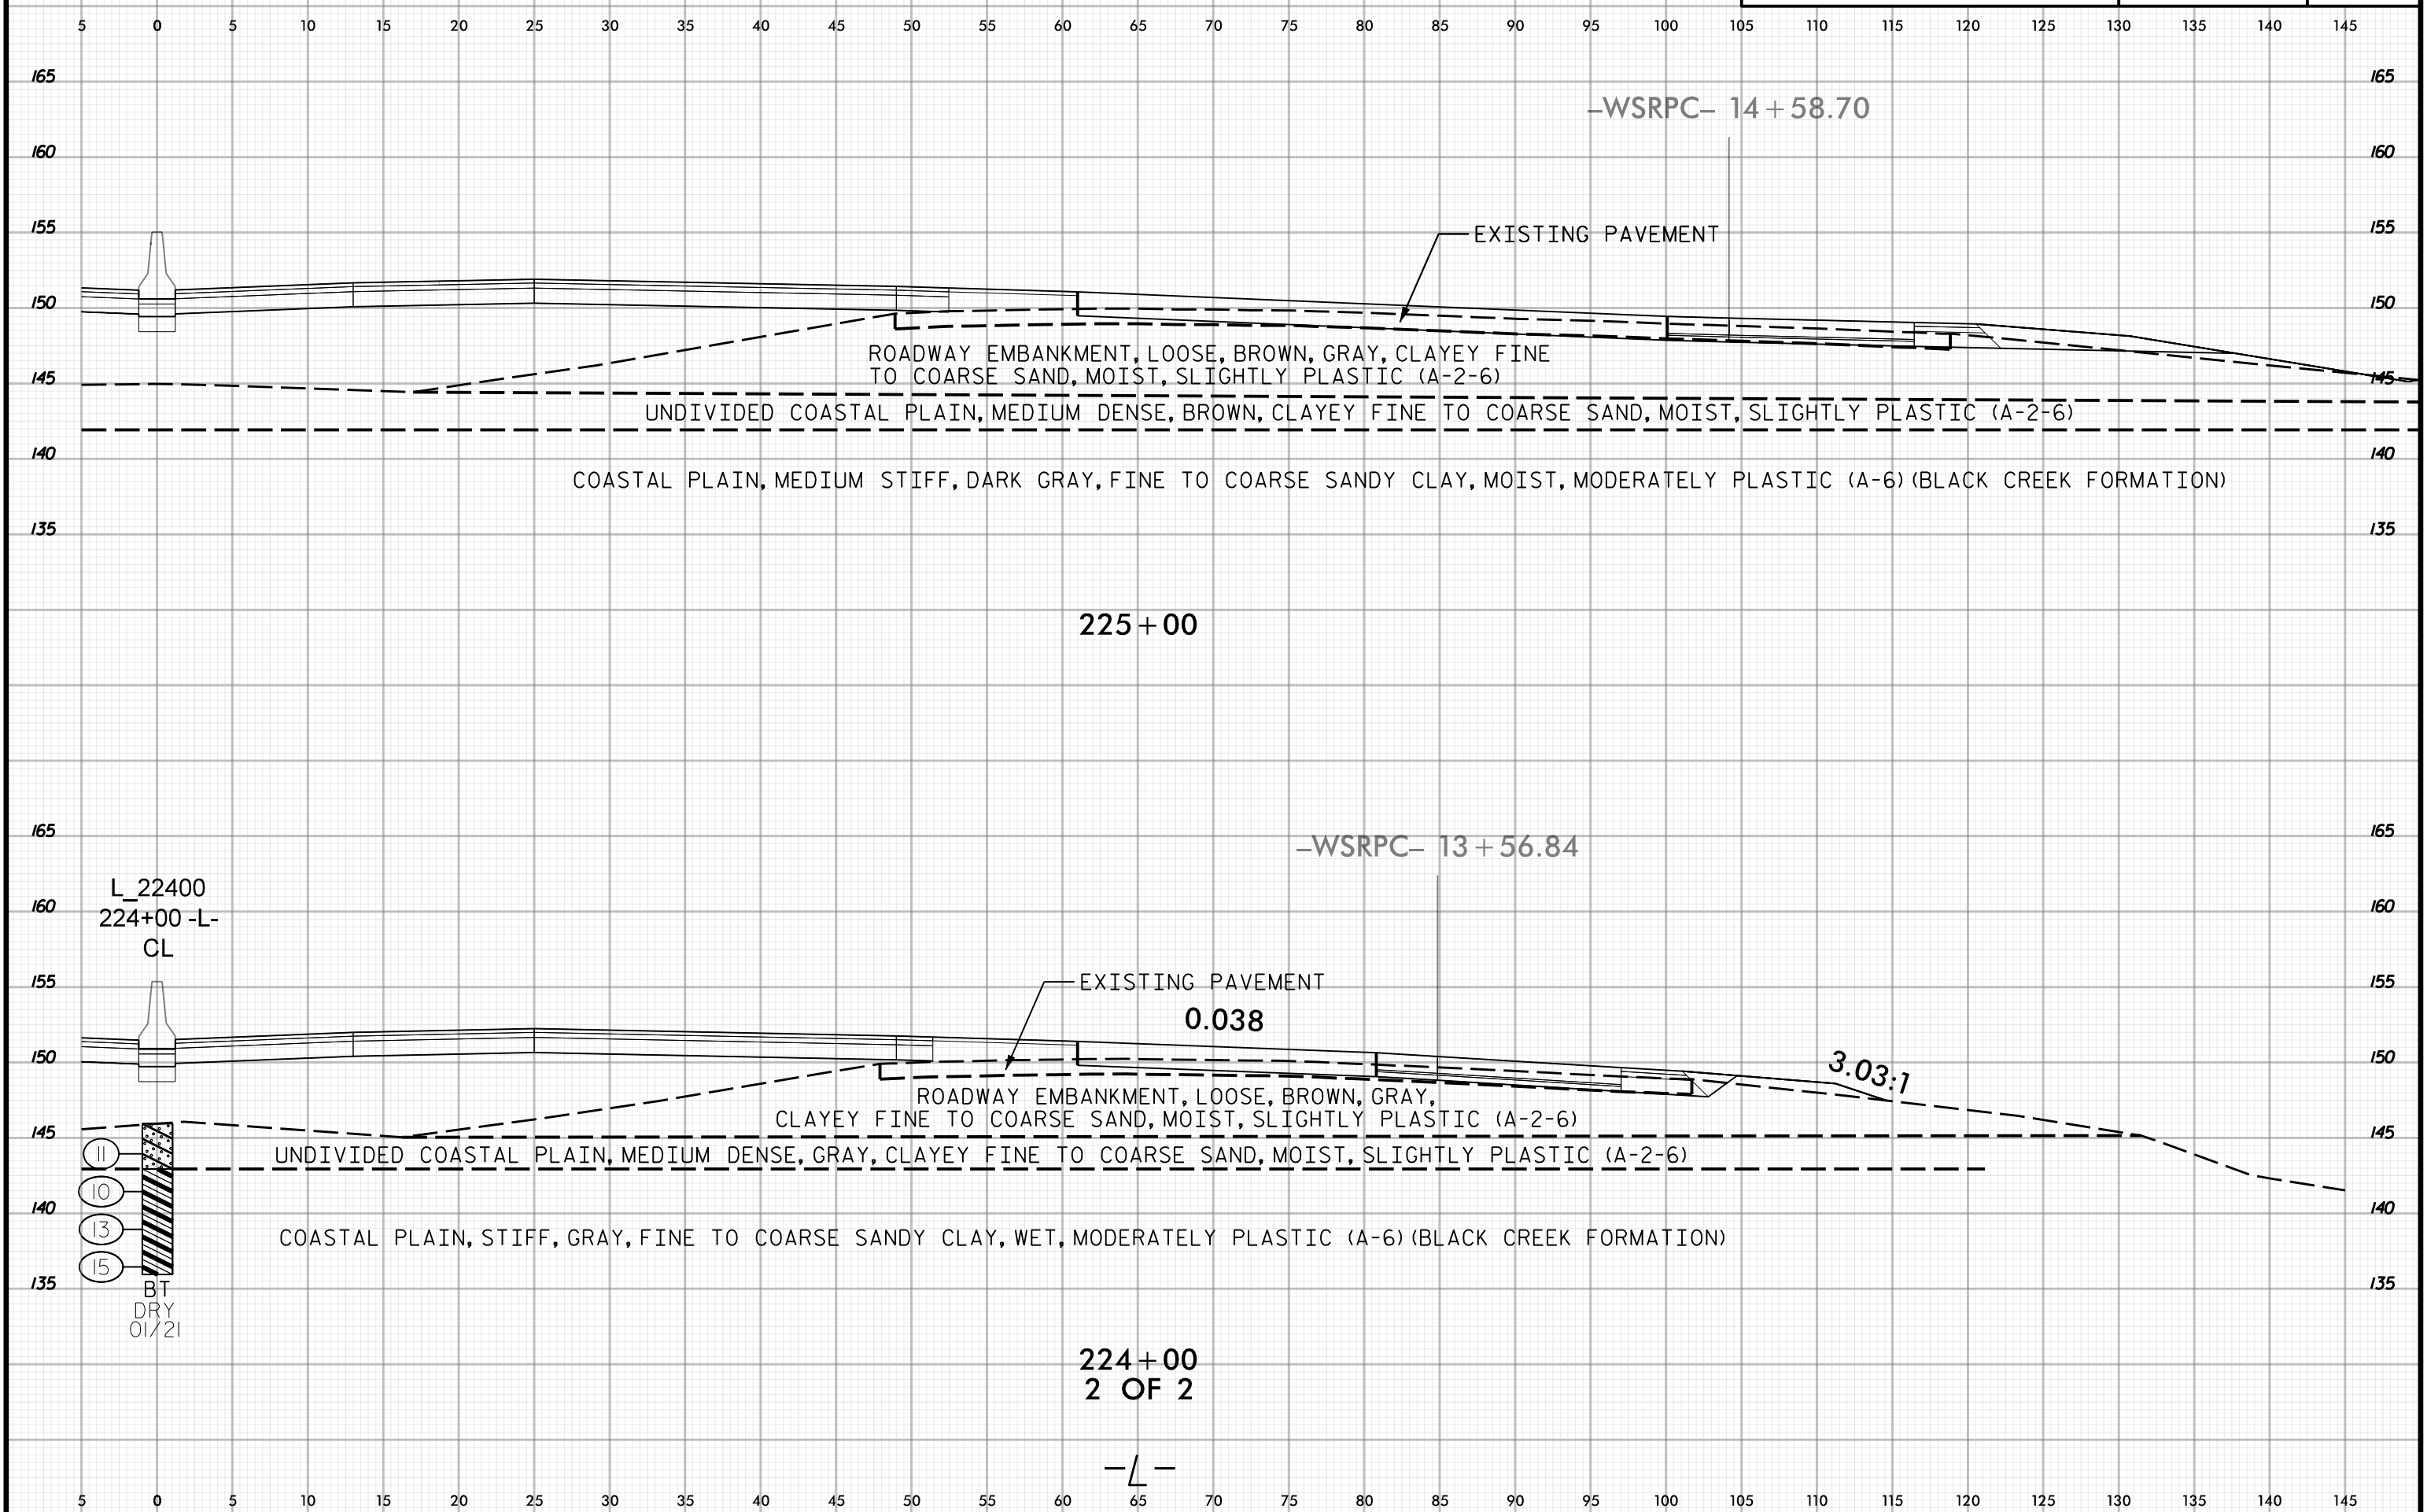 5 0 5 10 15 20 25 30 35 40 45 50 55 60 65 70 75 80 85 90 95 100 105 110 115 120 125 130 135 140 145
165 165
–WSRPC– 14+58.70
160 160
155 EXISTING PAVEMENT 155
150 150
ROADWAY EMBANKMENT, LOOSE, BROWN, GRAY, CLAYEY FINE
TO COARSE SAND, MOIST, SLIGHTLY PLASTIC (A-2-6)
145 145
UNDIVIDED COASTAL PLAIN, MEDIUM DENSE, BROWN, CLAYEY FINE TO COARSE SAND, MOIST, SLIGHTLY PLASTIC (A-2-6)
140 140
COASTAL PLAIN, MEDIUM STIFF, DARK GRAY, FINE TO COARSE SANDY CLAY, MOIST, MODERATELY PLASTIC (A-6) (BLACK CREEK FORMATION)
135 135
225+00
165 165
–WSRPC– 13+56.84
L_22400
160 160
224+00 -L-
CL
155 EXISTING PAVEMENT 155
0.038
150 150
3.03:1
ROADWAY EMBANKMENT, LOOSE, BROWN, GRAY,
CLAYEY FINE TO COARSE SAND, MOIST, SLIGHTLY PLASTIC (A-2-6)
145 145
11
UNDIVIDED COASTAL PLAIN, MEDIUM DENSE, GRAY, CLAYEY FINE TO COARSE SAND, MOIST, SLIGHTLY PLASTIC (A-2-6)
10
140 140
13
COASTAL PLAIN, STIFF, GRAY, FINE TO COARSE SANDY CLAY, WET, MODERATELY PLASTIC (A-6) (BLACK CREEK FORMATION)
15
135 135
BT
DRY
01/21
224+00
2 OF 2
-L-
5 0 5 10 15 20 25 30 35 40 45 50 55 60 65 70 75 80 85 90 95 100 105 110 115 120 125 130 135 140 145